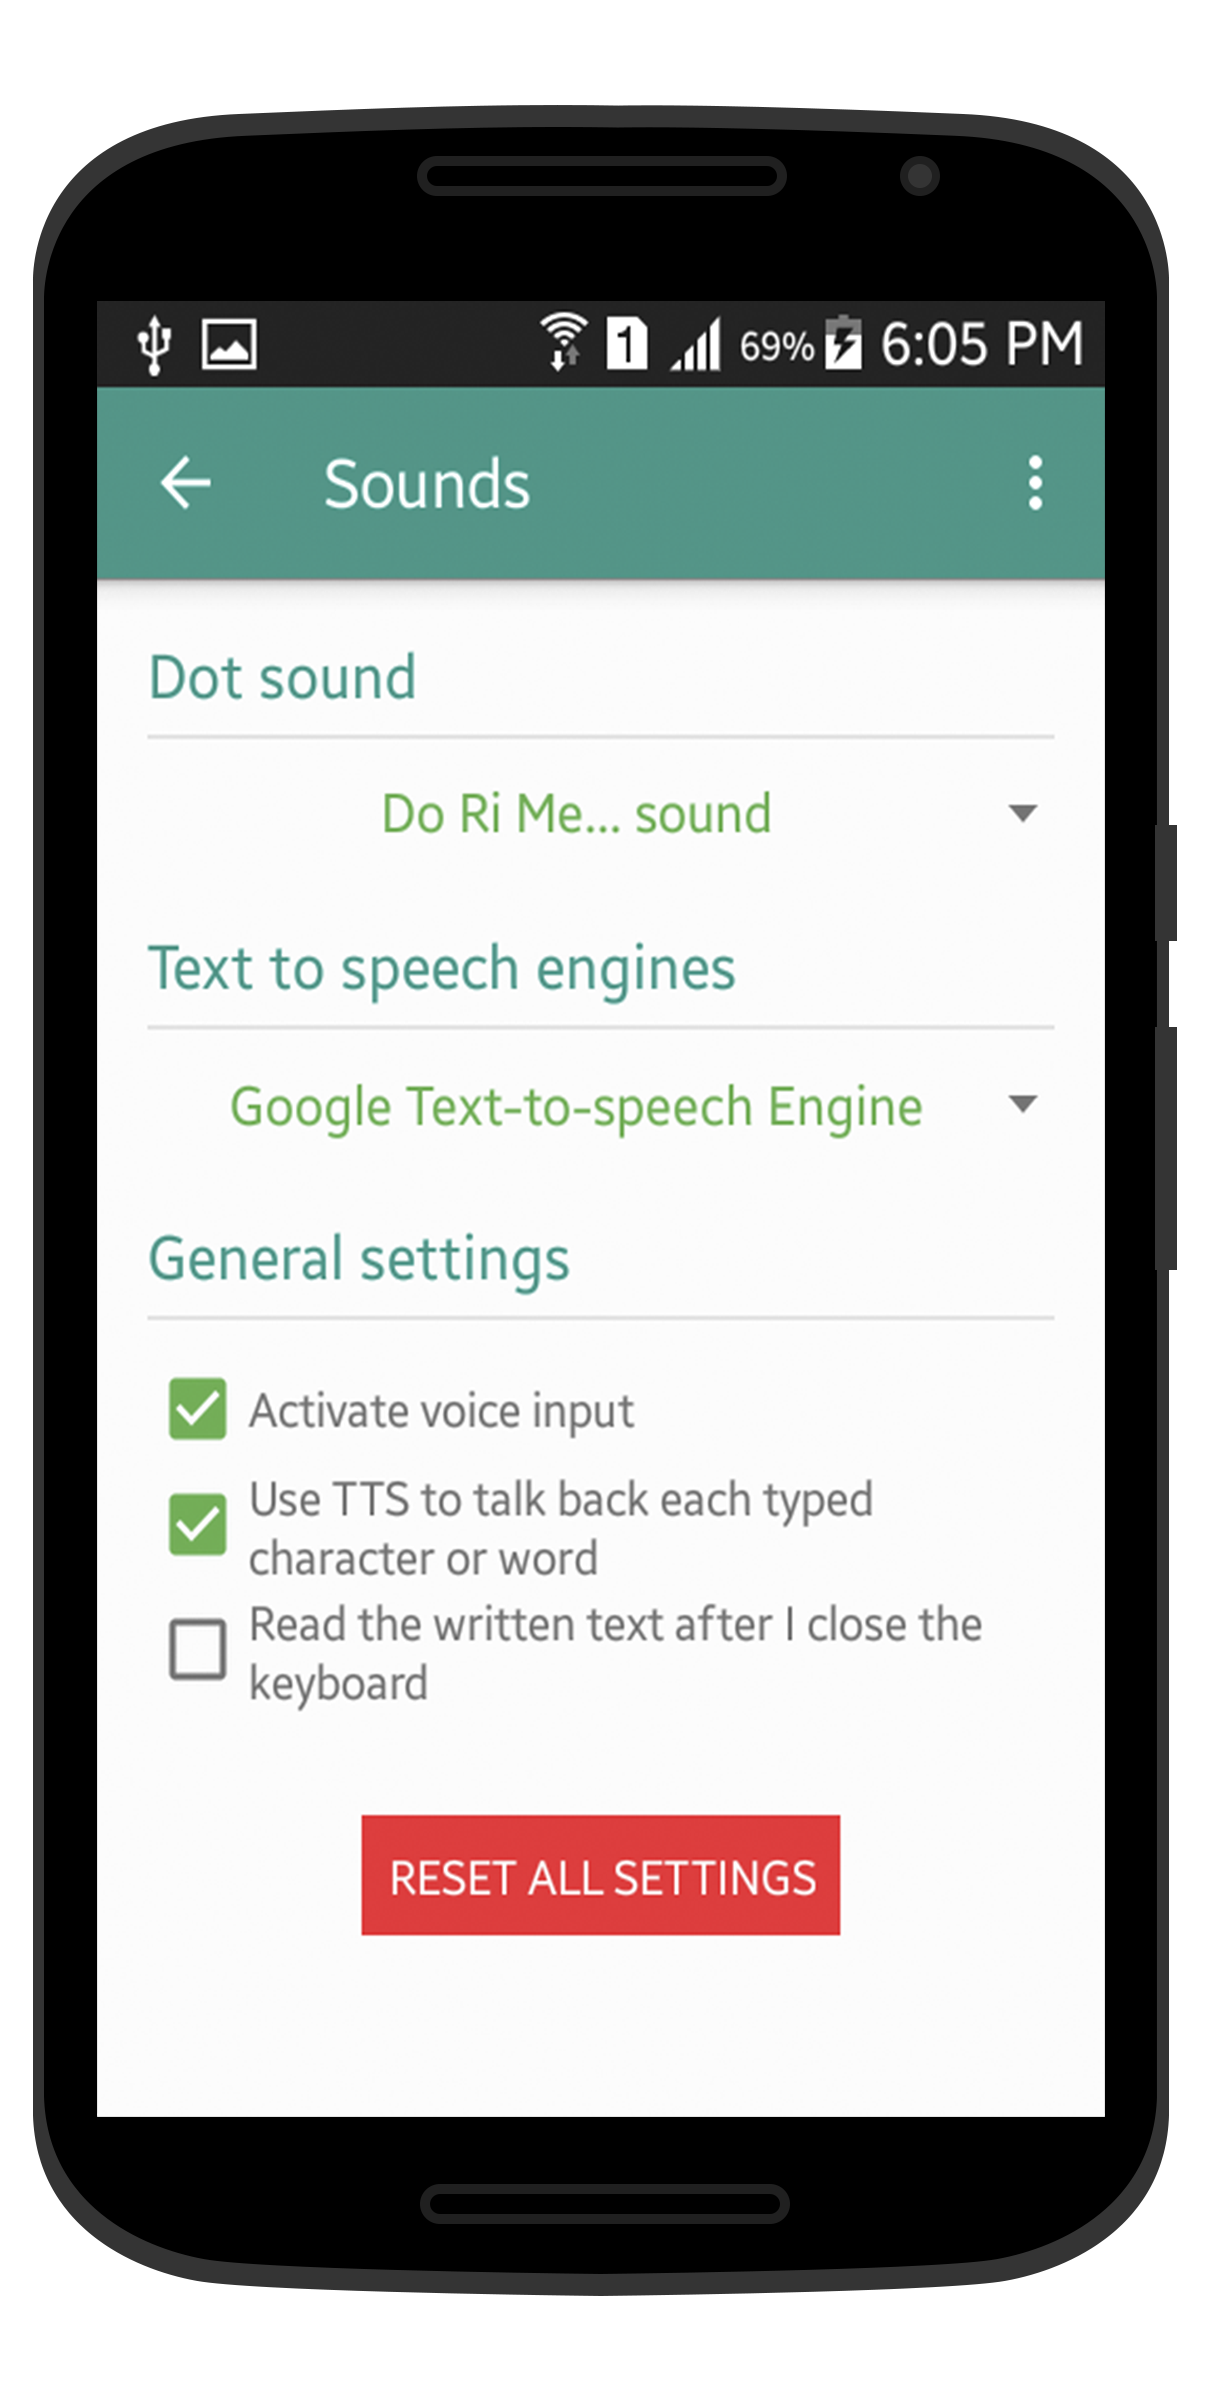 1 69% 6:05 PM
Sounds
Dot sound
Do Ri Me... sound
Text to speech engines
Google Text-to-speech Engine
General settings
Activate voice input
Use TTS to talk back each typed
character or word
Read the written text after I close the
keyboard
RESET ALL SETTINGS